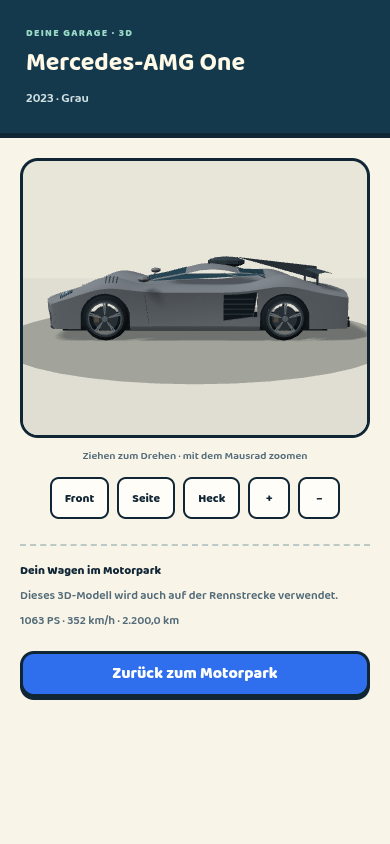 DEINE GARAGE · 3D
Mercedes-AMG One
2023 · Grau
Ziehen zum Drehen · mit dem Mausrad zoomen
Front
Seite
Heck
+
−
Dein Wagen im Motorpark
Dieses 3D-Modell wird auch auf der Rennstrecke verwendet.
1063 PS · 352 km/h · 2.200,0 km
Zurück zum Motorpark